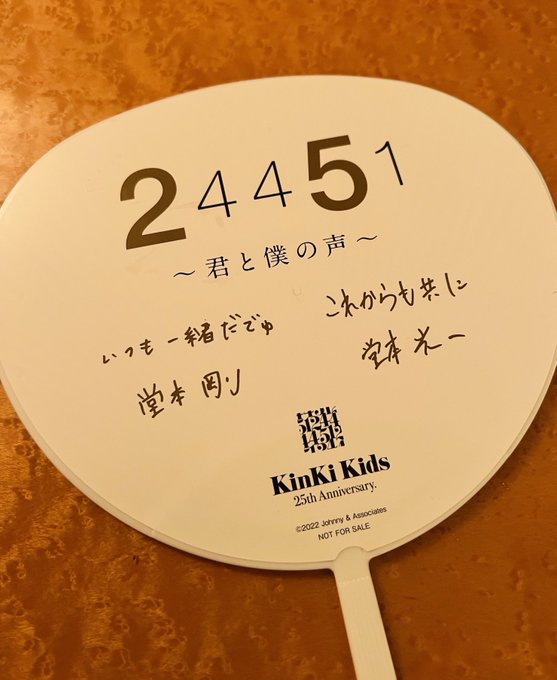 24451
～君と僕の声～
いつも一緒だでゅ
堂本剛
これからも共に
堂本光一
KinKi Kids
25th Anniversary.
©2022 Johnny & Associates
NOT FOR SALE